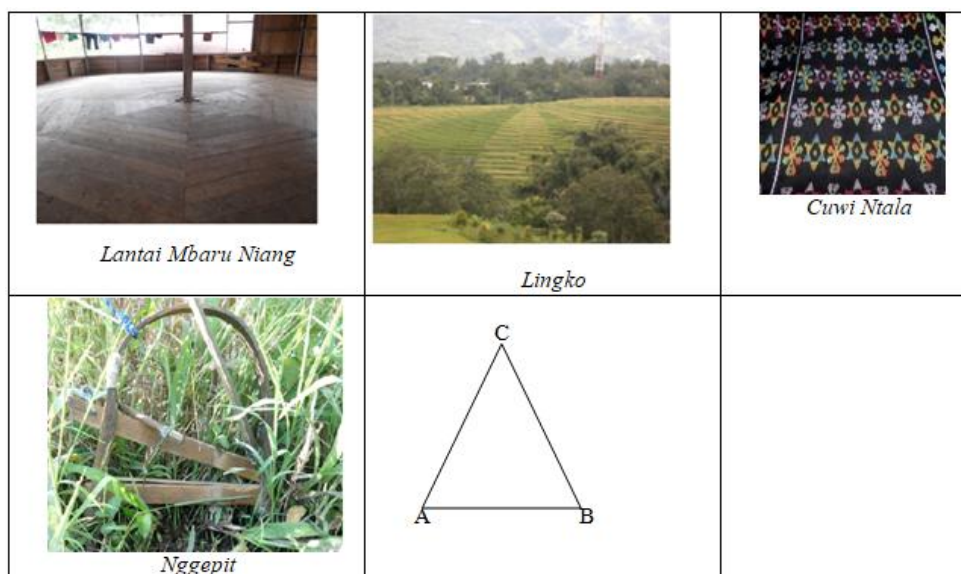 Lantai Mbaru Niang
Lingko
Cuwi Ntala
Nggepit
C
A
B